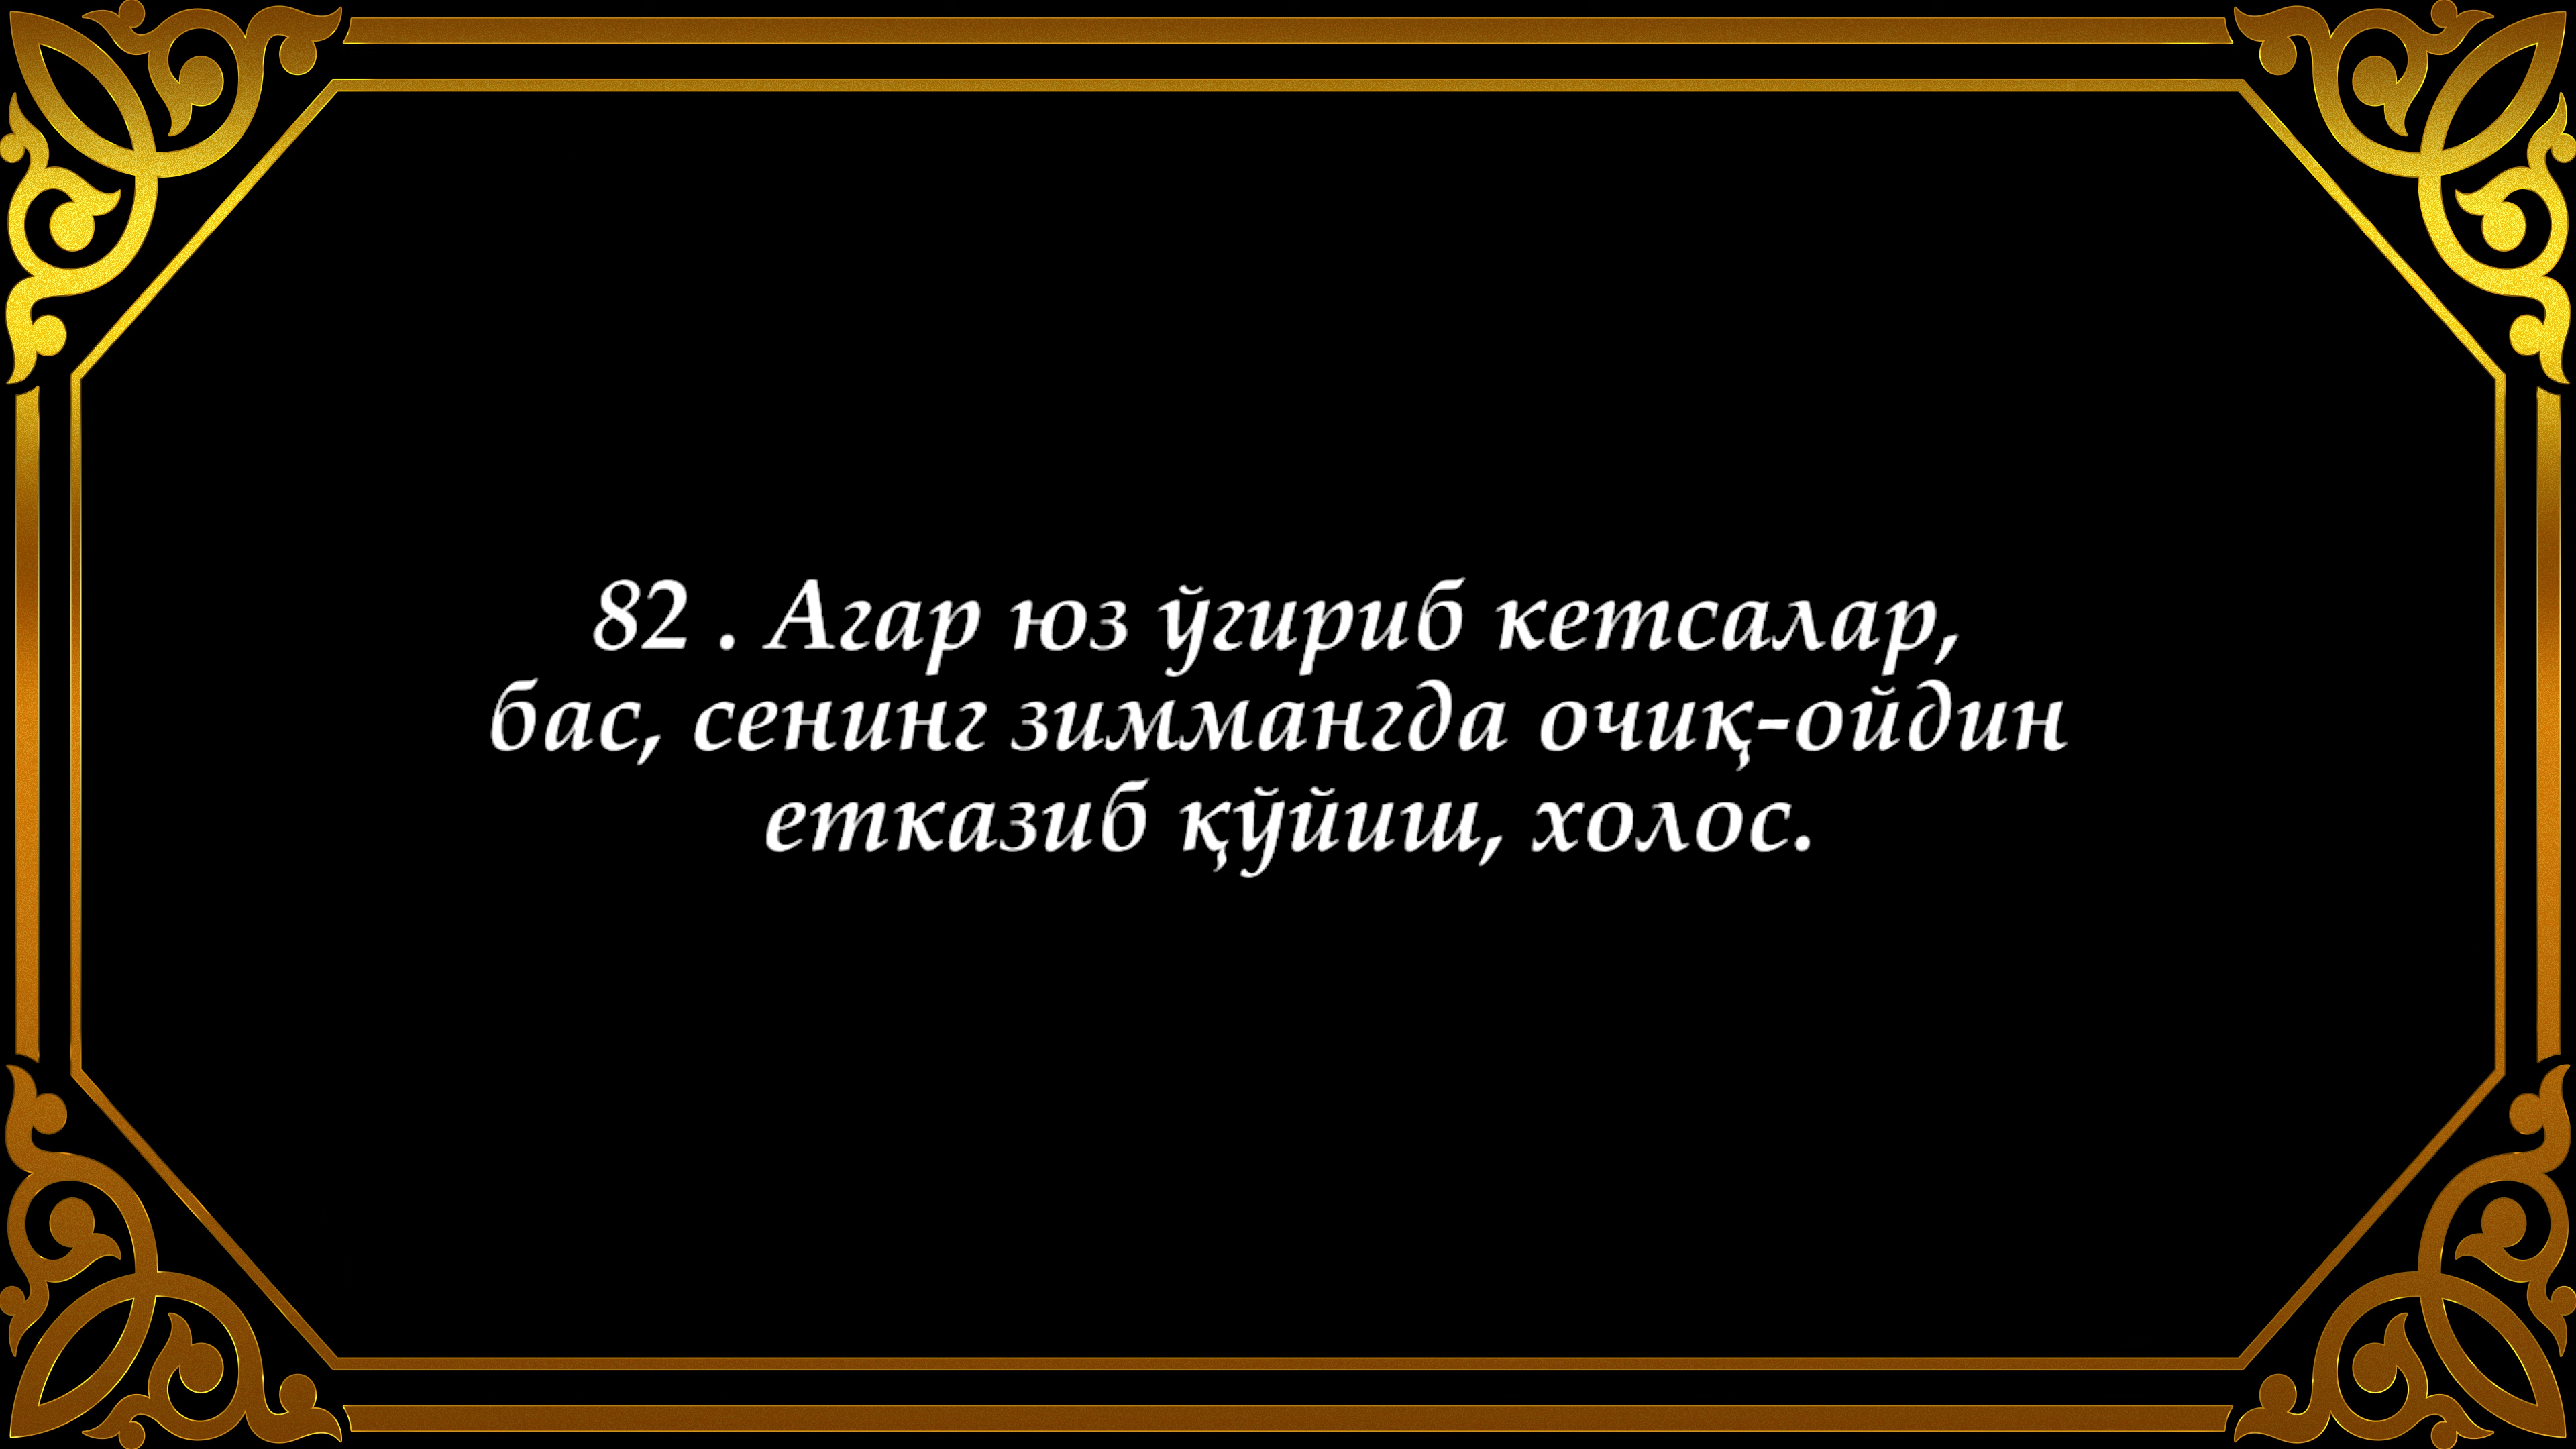 82 . Агар юз ўгириб кетсалар,
бас, сенинг зиммангда очиқ-ойдин
етказиб қўйиш, холос.